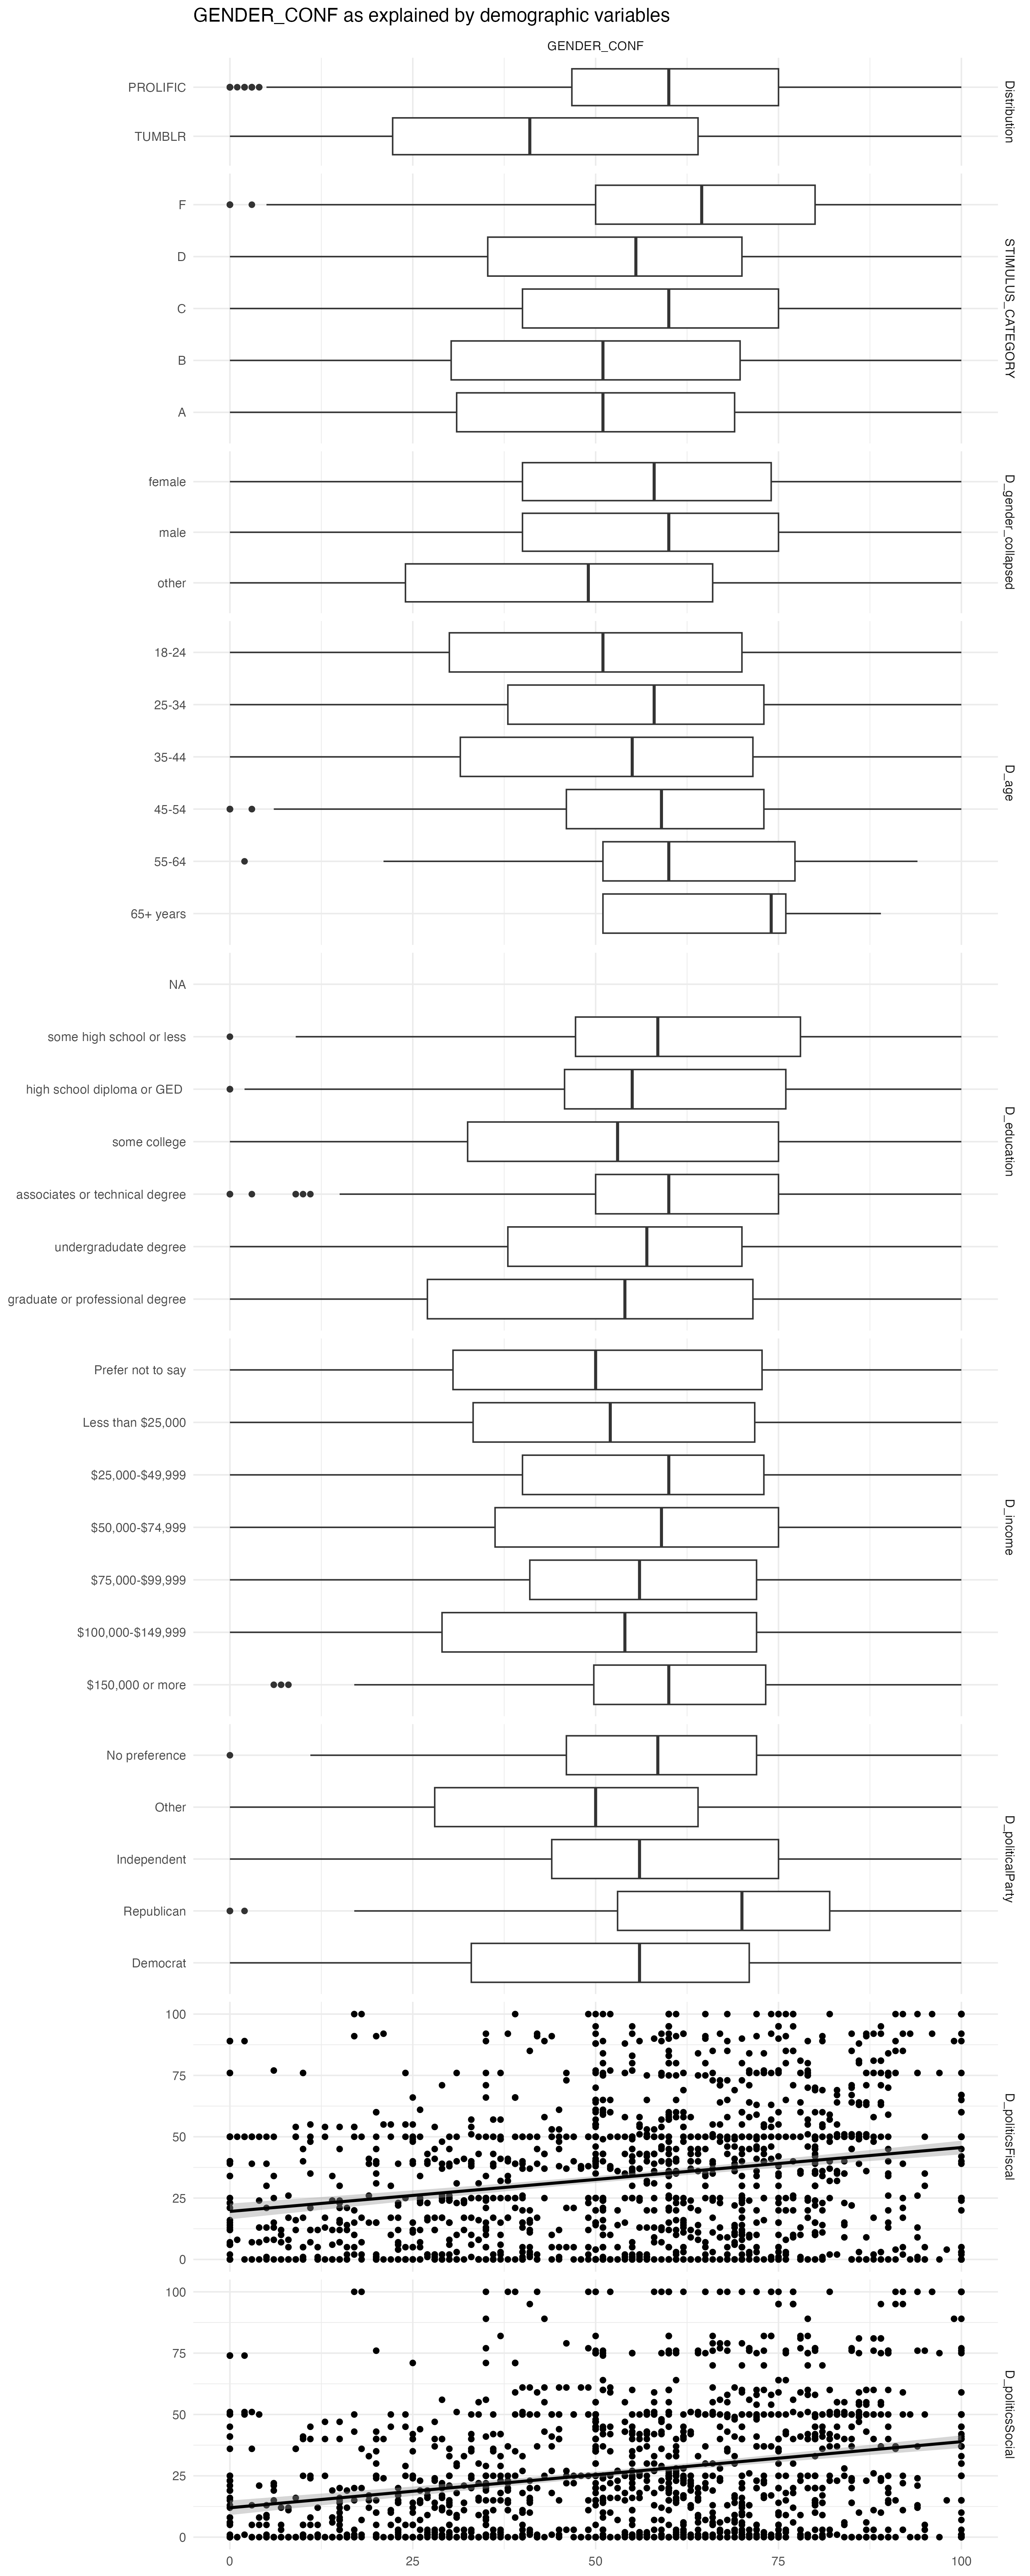 GENDER_CONF as explained by demographic variables
GENDER_CONF
PROLIFIC
TUMBLR
Distribution
F
D
C
B
A
STIMULUS_CATEGORY
female
male
other
D_gender_collapsed
18-24
25-34
35-44
45-54
55-64
65+ years
D_age
NA
some high school or less
high school diploma or GED
some college
associates or technical degree
undergradudate degree
graduate or professional degree
D_education
Prefer not to say
Less than $25,000
$25,000-$49,999
$50,000-$74,999
$75,000-$99,999
$100,000-$149,999
$150,000 or more
D_income
No preference
Other
Independent
Republican
Democrat
D_politicalParty
100
75
50
25
0
D_politicsFiscal
100
75
50
25
0
D_politicsSocial
0
25
50
75
100